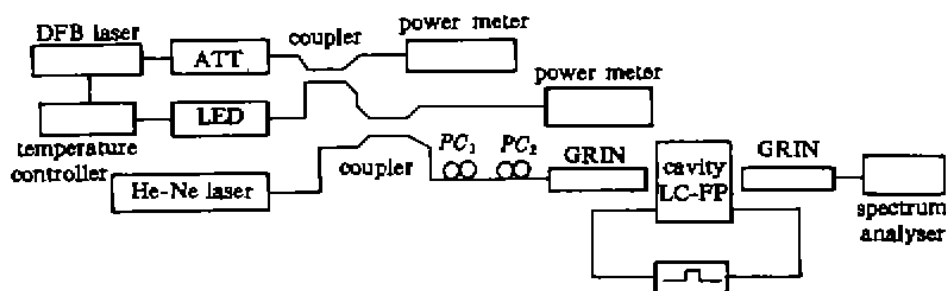 DFB laser
ATT
coupler
power meter
power meter
LED
temperature
controller
He-Ne laser
coupler
PC₁
PC₂
GRIN
cavity
LC-FP
GRIN
spectrum
analyser